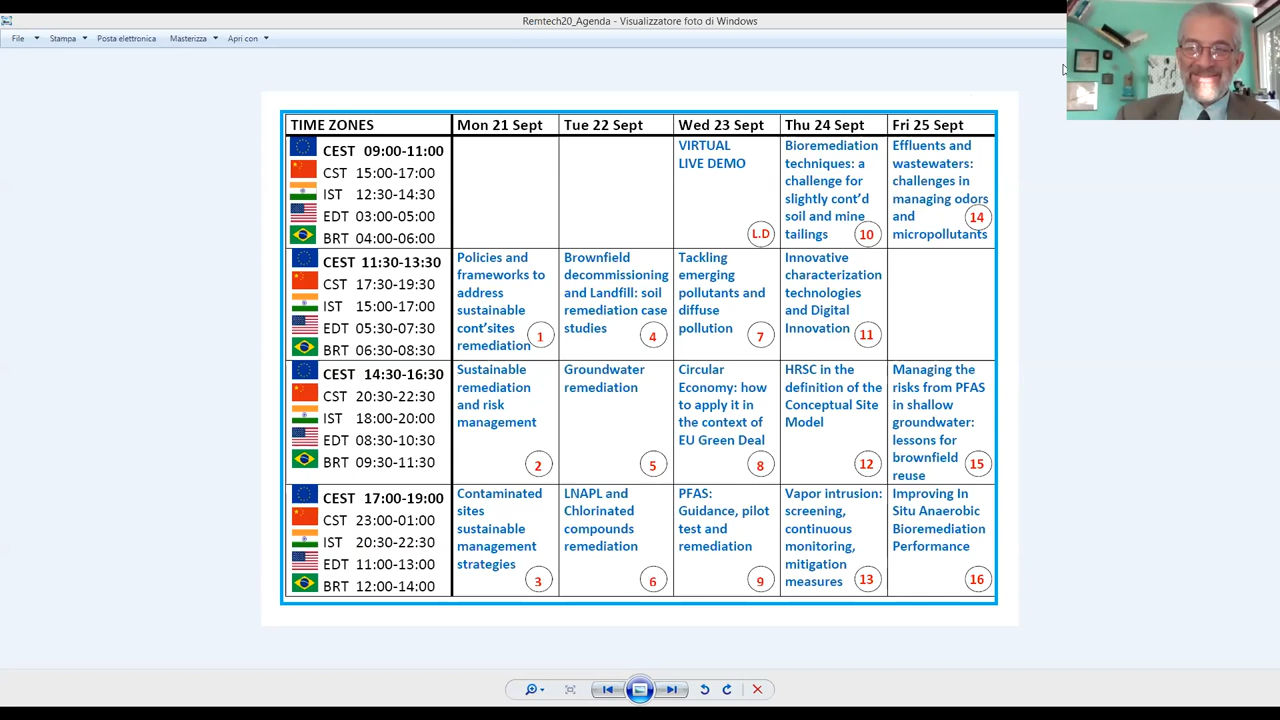 Remtech20_Agenda - Visualizzatore foto di Windows
File Stampa Posta elettronica Masterizza Apri con
TIME ZONES Mon 21 Sept Tue 22 Sept Wed 23 Sept Thu 24 Sept Fri 25 Sept
CEST 09:00-11:00
CST 15:00-17:00
IST 12:30-14:30
EDT 03:00-05:00
BRT 04:00-06:00
VIRTUAL
LIVE DEMO
L.D
Bioremediation
techniques: a
challenge for
slightly cont'd
soil and mine
tailings
10
Effluents and
wastewaters:
challenges in
managing odors
and
micropollutants
14
CEST 11:30-13:30
CST 17:30-19:30
IST 15:00-17:00
EDT 05:30-07:30
BRT 06:30-08:30
Policies and
frameworks to
address
sustainable
cont'sites
remediation
1
Brownfield
decommissioning
and Landfill: soil
remediation case
studies
4
Tackling
emerging
pollutants and
diffuse
pollution
7
Innovative
characterization
technologies
and Digital
Innovation
11
CEST 14:30-16:30
CST 20:30-22:30
IST 18:00-20:00
EDT 08:30-10:30
BRT 09:30-11:30
Sustainable
remediation
and risk
management
2
Groundwater
remediation
5
Circular
Economy: how
to apply it in
the context of
EU Green Deal
8
HRSC in the
definition of the
Conceptual Site
Model
12
Managing the
risks from PFAS
in shallow
groundwater:
lessons for
brownfield
reuse
15
CEST 17:00-19:00
CST 23:00-01:00
IST 20:30-22:30
EDT 11:00-13:00
BRT 12:00-14:00
Contaminated
sites
sustainable
management
strategies
3
LNAPL and
Chlorinated
compounds
remediation
6
PFAS:
Guidance, pilot
test and
remediation
9
Vapor intrusion:
screening,
continuous
monitoring,
mitigation
measures
13
Improving In
Situ Anaerobic
Bioremediation
Performance
16